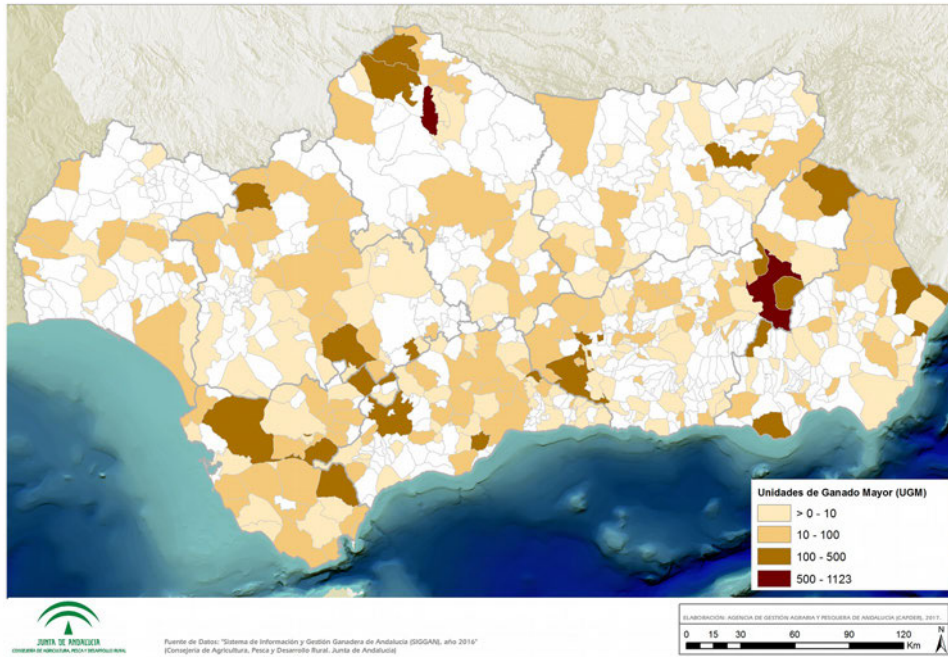 Unidades de Ganado Mayor (UGM)
> 0 - 10
10 - 100
100 - 500
500 - 1123
JUNTA DE ANDALUCIA
CONSEJERÍA DE AGRICULTURA, PESCA Y DESARROLLO RURAL
Fuente de Datos: "Sistema de Información y Gestión Ganadera de Andalucía (SIGGAN), año 2016"
(Consejería de Agricultura, Pesca y Desarrollo Rural. Junta de Andalucía)
ELABORACIÓN: AGENCIA DE GESTIÓN AGRARIA Y PESQUERA DE ANDALUCÍA (CAPDER), 2017.
0 15 30 60 90 120
Km
N